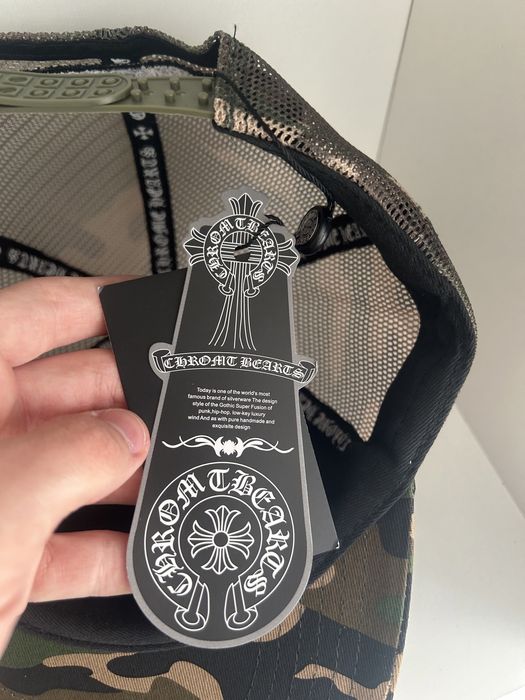 CHROME HEARTS
CHROMT BEARTS
CHROMT BEARTS
Today is one of the world's most
famous brand of silverware The design
style of the Gothic Super Fusion of
punk,hip-hop, low-key luxury
wind.And as with pure handmade and
exquisite design
CHROMT BEARTS